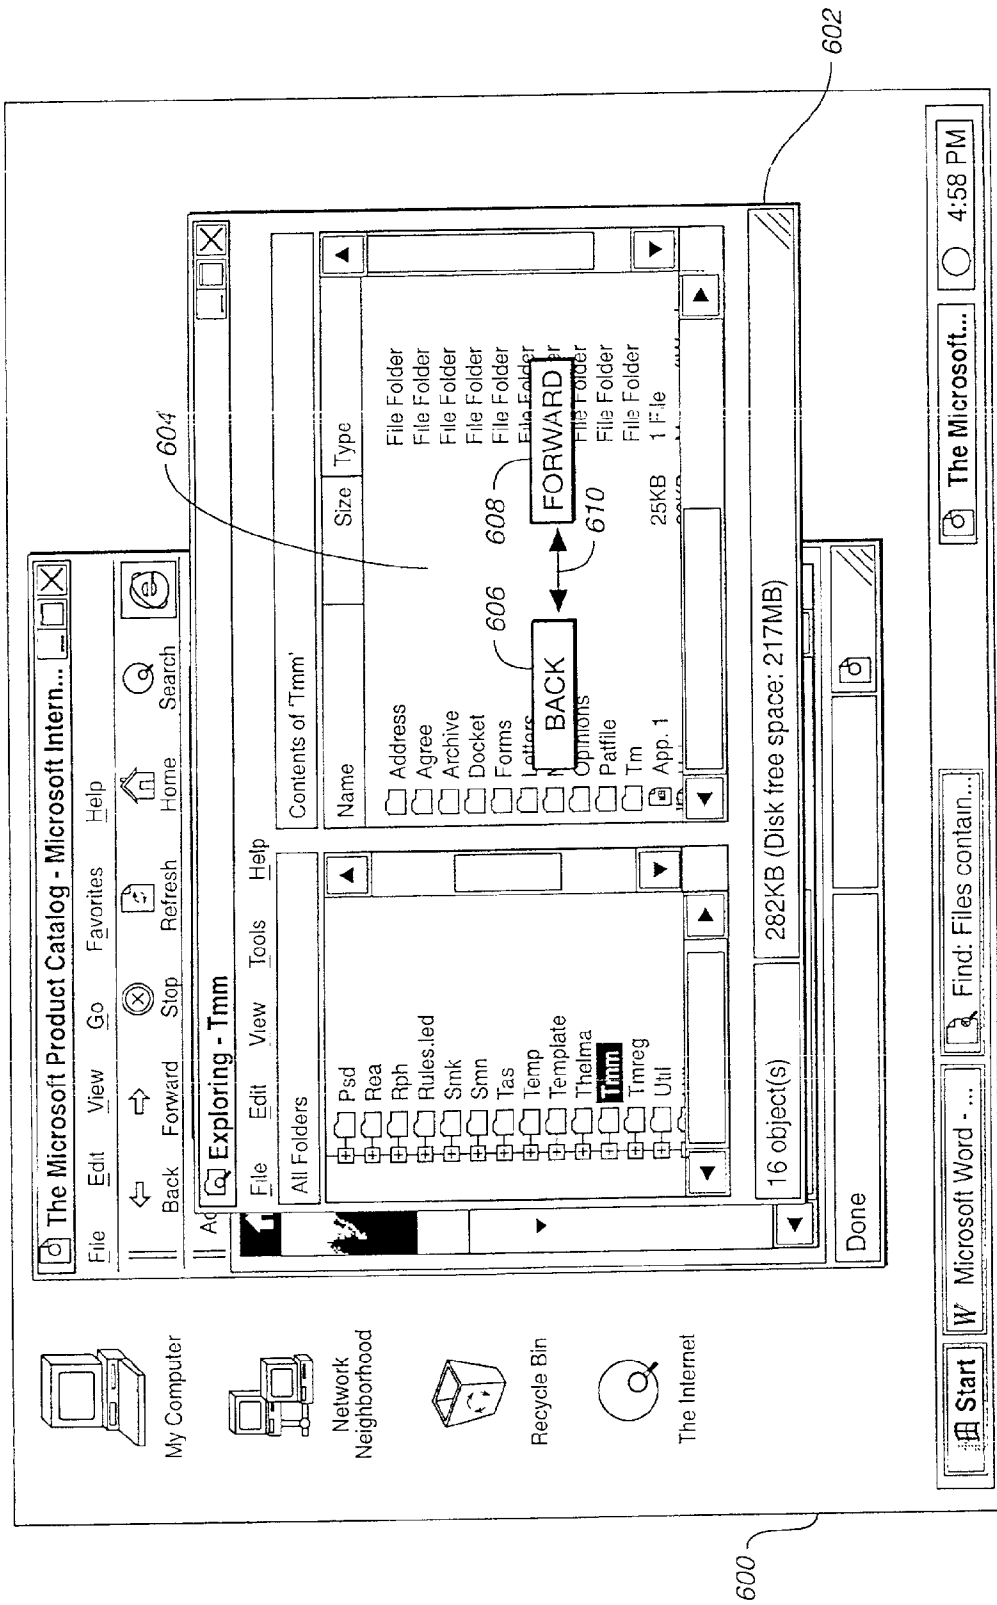 602
The Microsoft Product Catalog - Microsoft Intern...
File Edit View Go Favorites Help
Back Forward Stop Refresh Home Search
604
Exploring - Tmm
File Edit View Tools Help
All Folders
Contents of 'Tmm'
Name Size Type
Psd
Rea
Rph
Rules.led
Smk
Smn
Tas
Temp
Template
Thelma
Tmm
Tmreg
Util
Address File Folder
Agree File Folder
Archive File Folder
Docket File Folder
Forms File Folder
Letters File Folder
Opinions File Folder
Patfile File Folder
Tm File Folder
App. 1 25KB 1 File
606
608
BACK
FORWARD
610
16 object(s)
282KB (Disk free space: 217MB)
Done
My Computer
Network
Neighborhood
Recycle Bin
The Internet
Start
W Microsoft Word - ...
Find: Files contain...
The Microsoft...
4:58 PM
600